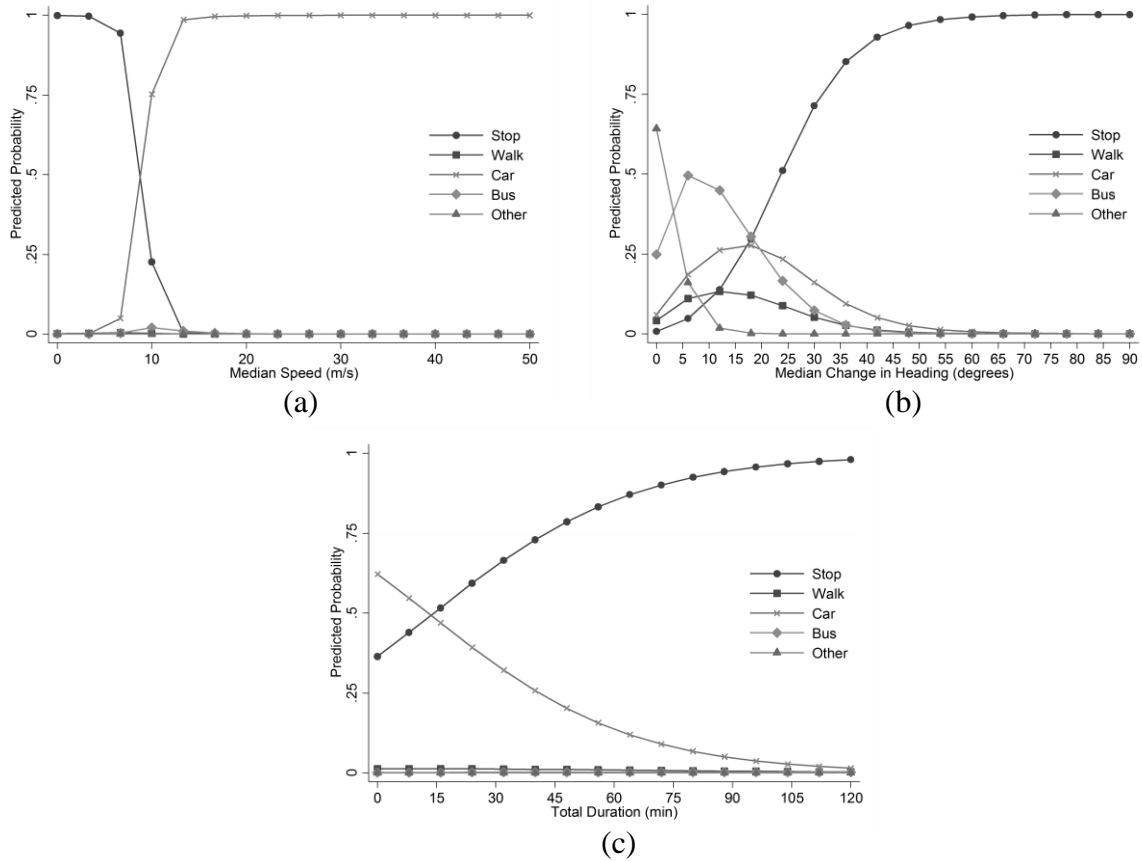 Predicted Probability
0 .25 .5 .75 1
Stop
Walk
Car
Bus
Other
0 10 20 30 40 50
Median Speed (m/s)
(a)
Predicted Probability
0 .25 .5 .75 1
Stop
Walk
Car
Bus
Other
0 5 10 15 20 25 30 35 40 45 50 55 60 65 70 75 80 85 90
Median Change in Heading (degrees)
(b)
Predicted Probability
0 .25 .5 .75 1
Stop
Walk
Car
Bus
Other
0 15 30 45 60 75 90 105 120
Total Duration (min)
(c)